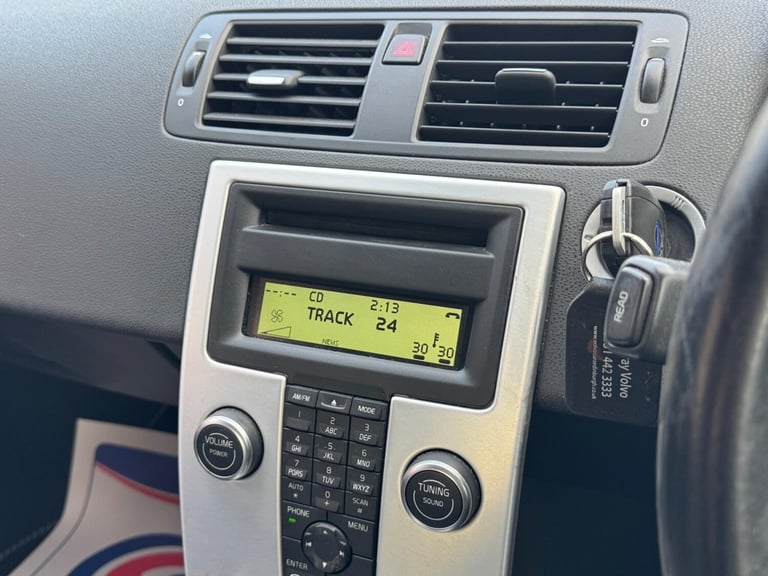 0
0
--:--
CD
2:13
TRACK 24
NEWS
30 30
READ
Volvo
442 3333
AM/FM
MODE
1
2
ABC
3
DEF
4
GHI
5
JKL
6
MNO
7
PQRS
8
TUV
9
WXYZ
AUTO
*
0
+
SCAN
#
PHONE
MENU
ENTER
VOLUME
POWER
TUNING
SOUND